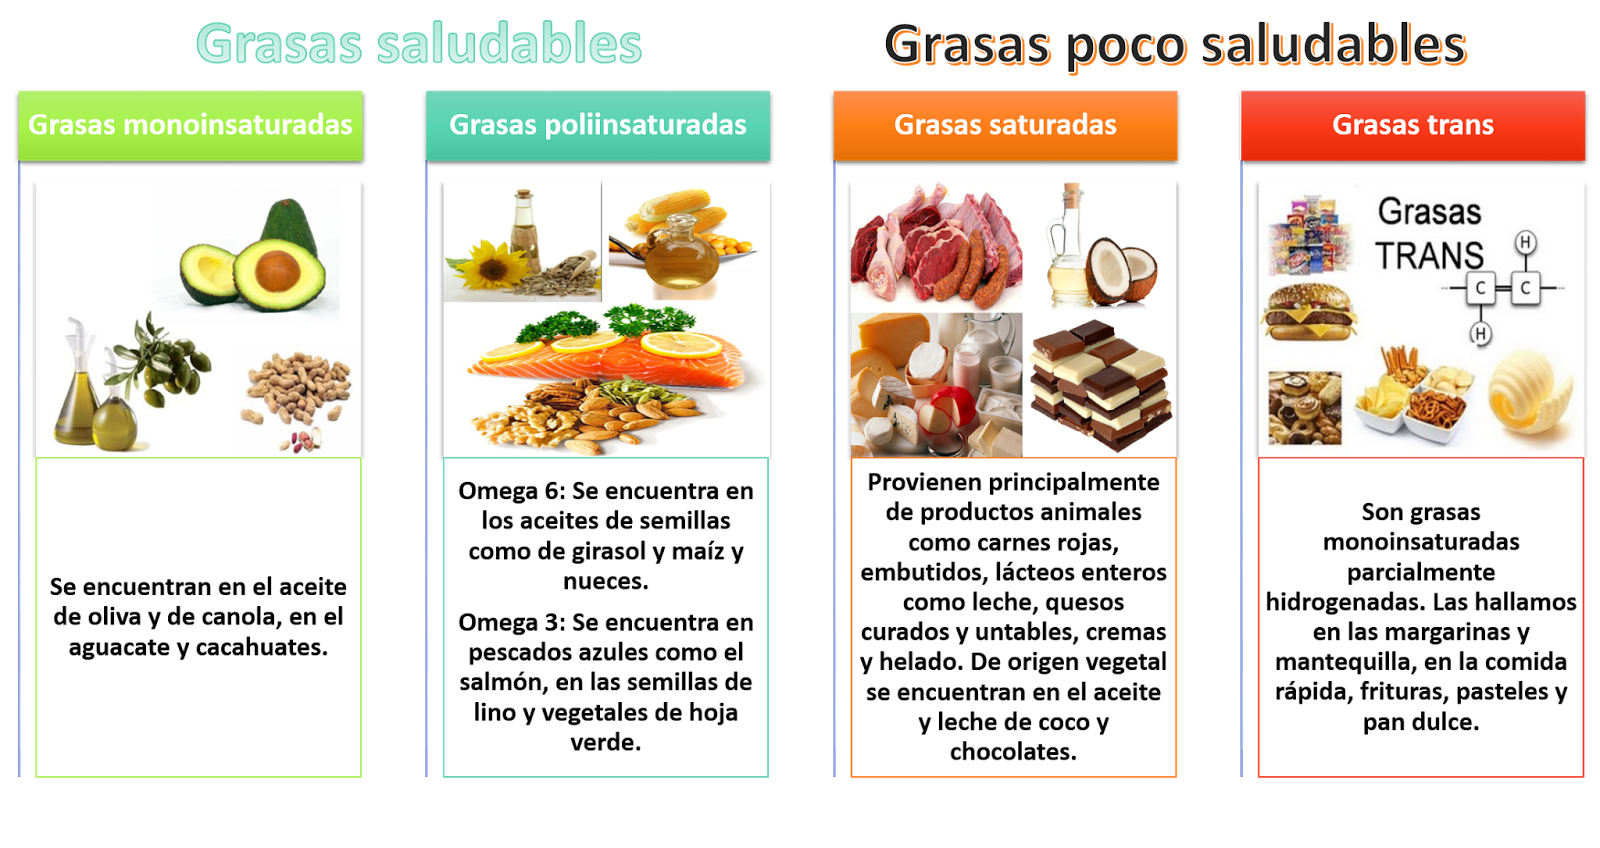 Grasas saludables
Grasas poco saludables
Grasas monoinsaturadas
Se encuentran en el aceite
de oliva y de canola, en el
aguacate y cacahuates.
Grasas poliinsaturadas
Omega 6: Se encuentra en
los aceites de semillas
como de girasol y maíz y
nueces.
Omega 3: Se encuentra en
pescados azules como el
salmón, en las semillas de
lino y vegetales de hoja
verde.
Grasas saturadas
Provienen principalmente
de productos animales
como carnes rojas,
embutidos, lácteos enteros
como leche, quesos
curados y untables, cremas
y helado. De origen vegetal
se encuentran en el aceite
y leche de coco y
chocolates.
Grasas trans
Grasas
TRANS
H
C C
H
Son grasas
monoinsaturadas
parcialmente
hidrogenadas. Las hallamos
en las margarinas y
mantequilla, en la comida
rápida, frituras, pasteles y
pan dulce.